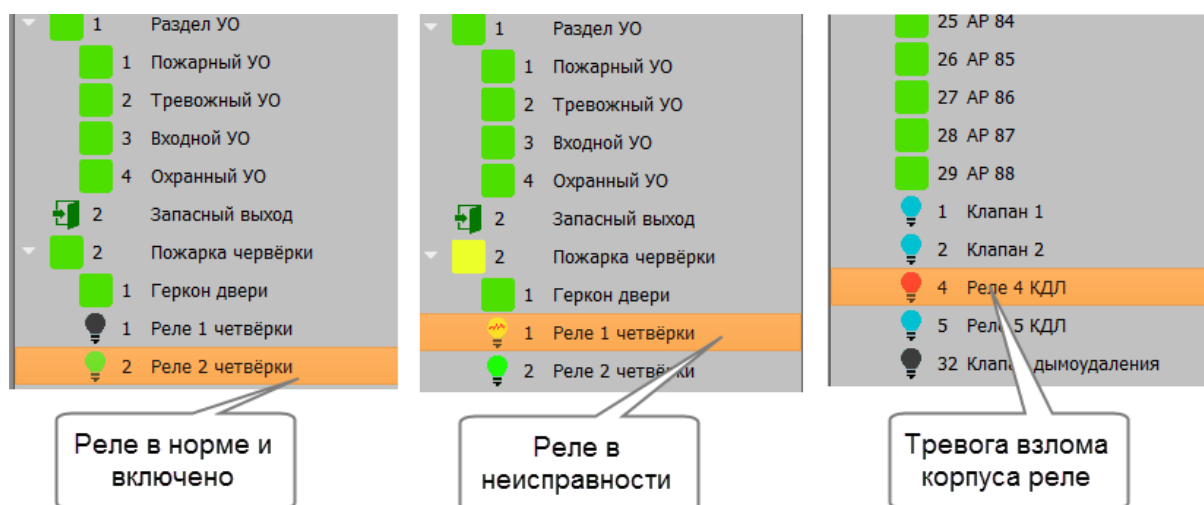 1 Раздел УО
1 Пожарный УО
2 Тревожный УО
3 Входной УО
4 Охранный УО
2 Запасный выход
2 Пожарка червёрки
1 Геркон двери
1 Реле 1 четвёрки
2 Реле 2 четвёрки
Реле в норме и
включено
1 Раздел УО
1 Пожарный УО
2 Тревожный УО
3 Входной УО
4 Охранный УО
2 Запасный выход
2 Пожарка червёрки
1 Геркон двери
1 Реле 1 четвёрки
2 Реле 2 четвёрки
Реле в
неисправности
25 АР 84
26 АР 85
27 АР 86
28 АР 87
29 АР 88
1 Клапан 1
2 Клапан 2
4 Реле 4 КДЛ
5 Реле 5 КДЛ
32 Клапан дымоудаления
Тревога взлома
корпуса реле